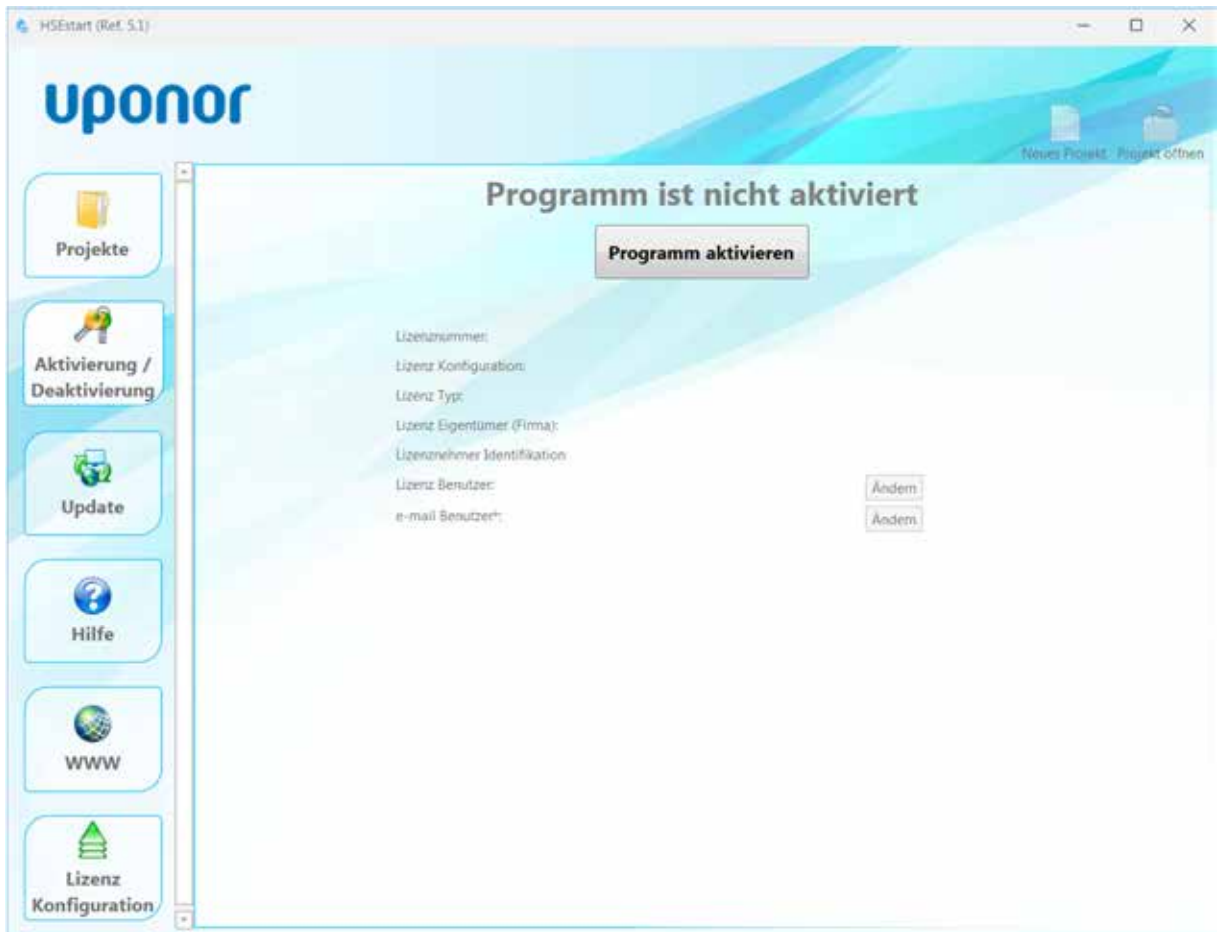 HSEstart (Ref. 5.1)
uponor
Neues Projekt
Projekt öffnen
Projekte
Aktivierung /
Deaktivierung
Update
Hilfe
WWW
Lizenz
Konfiguration
Programm ist nicht aktiviert
Programm aktivieren
Lizenznummer:
Lizenz Konfiguration:
Lizenz Typ:
Lizenz Eigentümer (Firma):
Lizenznehmer Identifikation
Lizenz Benutzer:
Ändern
e-mail Benutzer*:
Ändern